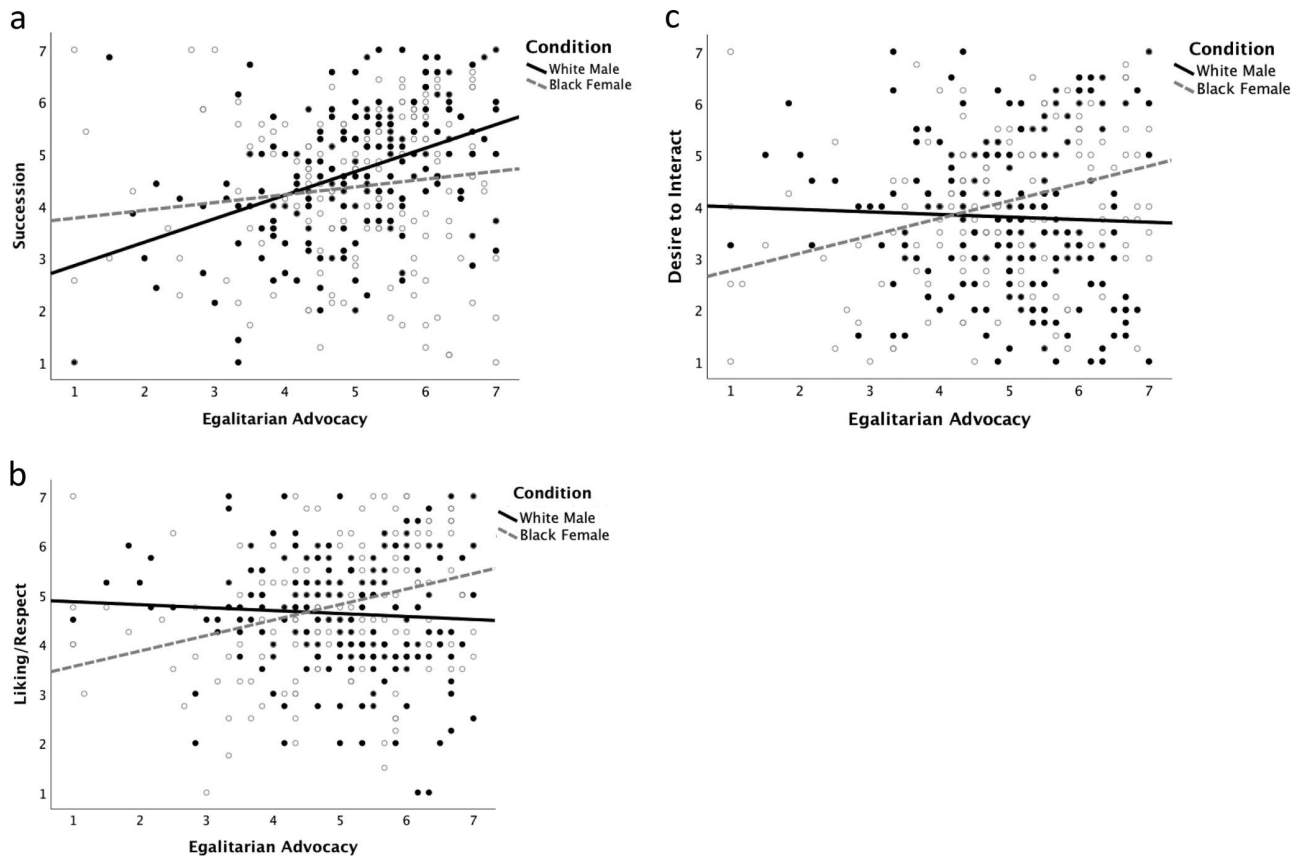 a
Condition
White Male
Black Female
Succession
7
6
5
4
3
2
1
1 2 3 4 5 6 7
Egalitarian Advocacy
c
Condition
White Male
Black Female
Desire to Interact
7
6
5
4
3
2
1
1 2 3 4 5 6 7
Egalitarian Advocacy
b
Condition
White Male
Black Female
Liking/Respect
7
6
5
4
3
2
1
1 2 3 4 5 6 7
Egalitarian Advocacy